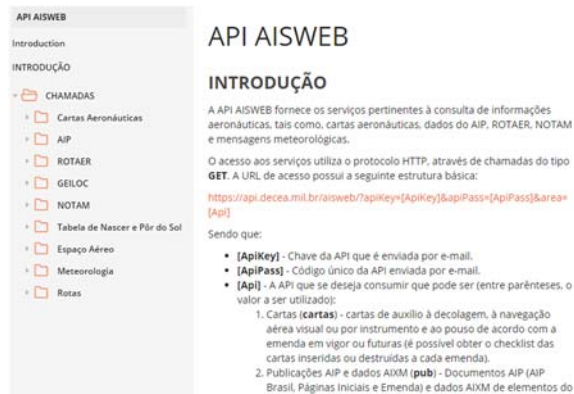 API AISWEB
Introduction
INTRODUÇÃO
CHAMADAS
Cartas Aeronáuticas
AIP
ROTAER
GEILOC
NOTAM
Tabela de Nascer e Pôr do Sol
Espaço Aéreo
Meteorologia
Rotas
API AISWEB
INTRODUÇÃO
A API AISWEB fornece os serviços pertinentes à consulta de informações
aeronáuticas, tais como, cartas aeronáuticas, dados do AIP, ROTAER, NOTAM
e mensagens meteorológicas.
O acesso aos serviços utiliza o protocolo HTTP, através de chamadas do tipo
GET. A URL de acesso possui a seguinte estrutura básica:
https://api.decea.mil.br/aisweb/?apiKey=[ApiKey]&apiPass=[ApiPass]&area=
[Api]
Sendo que:
• [ApiKey] - Chave da API que é enviada por e-mail.
• [ApiPass] - Código único da API enviada por e-mail.
• [Api] - A API que se deseja consumir que pode ser (entre parênteses, o
valor a ser utilizado):
1. Cartas (cartas) - cartas de auxílio à decolagem, à navegação
aérea visual ou por instrumento e ao pouso de acordo com a
emenda em vigor ou futuras (é possível obter o checklist das
cartas inseridas ou destruídas a cada emenda).
2. Publicações AIP e dados AIXM (pub) - Documentos AIP (AIP
Brasil, Páginas Iniciais e Emenda) e dados AIXM de elementos do